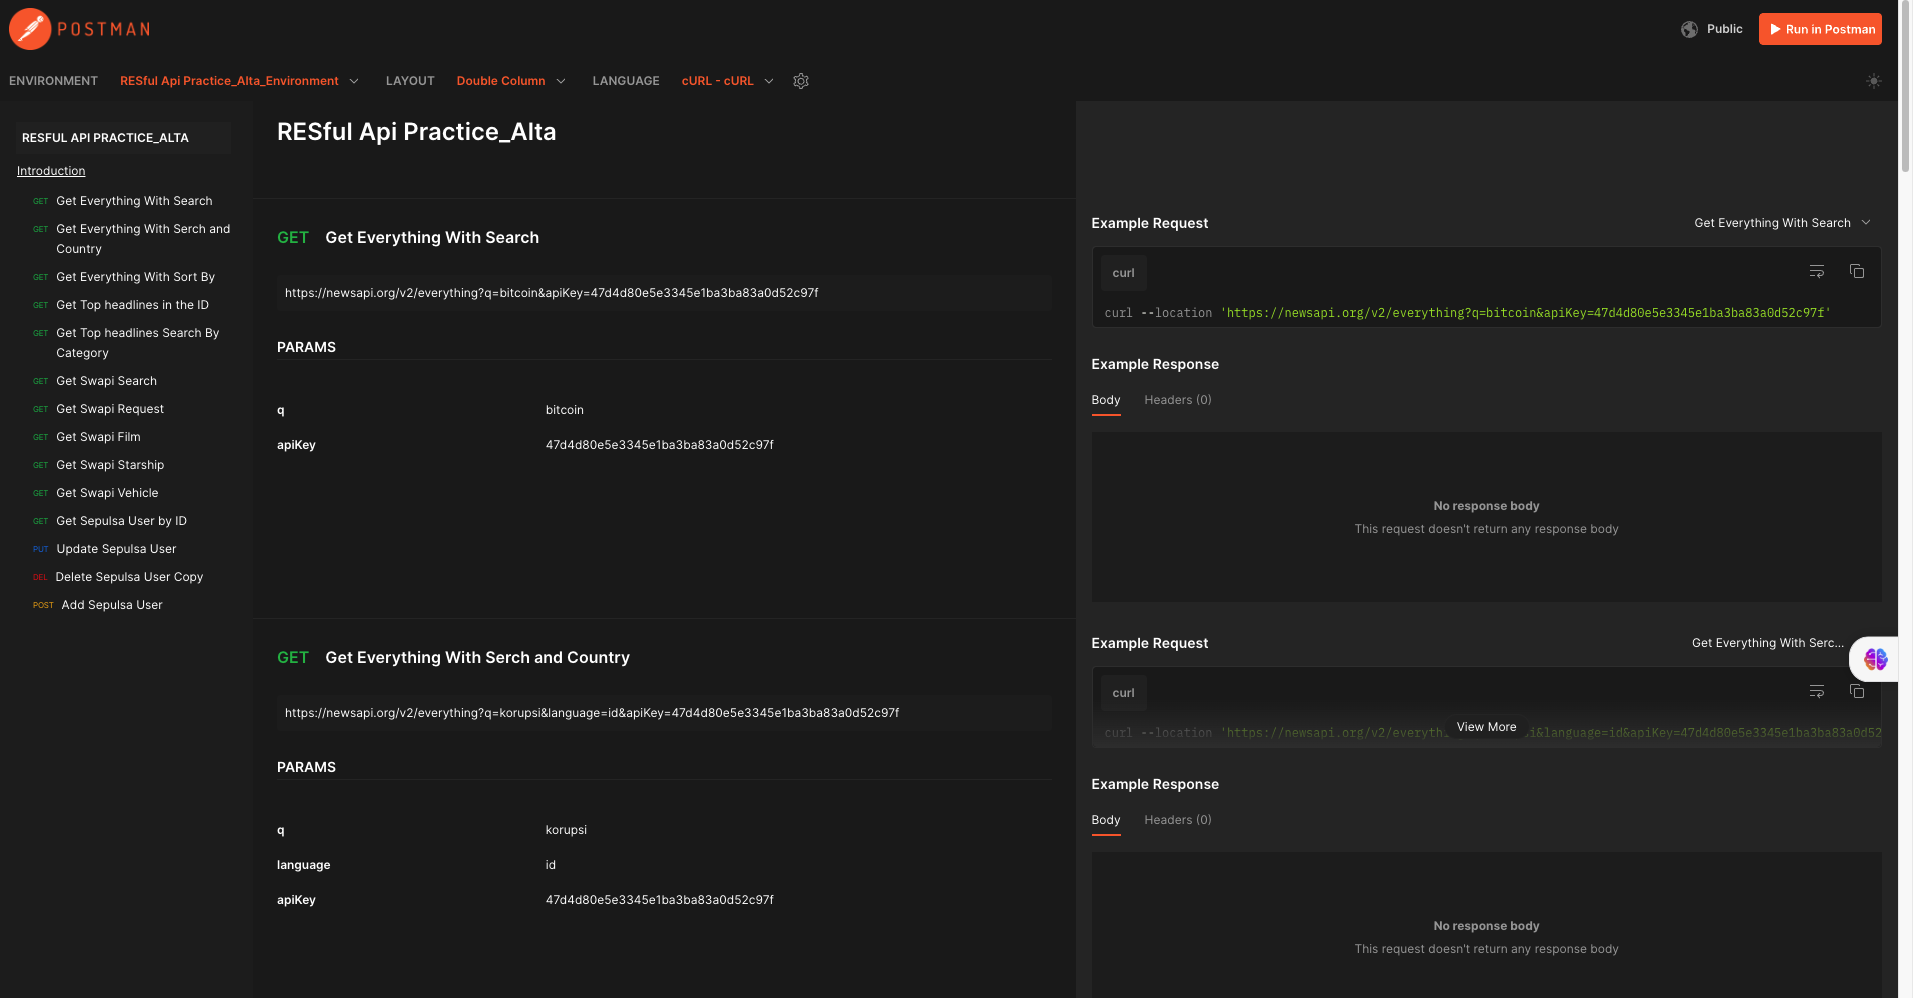 POSTMAN
Public
Run in Postman
ENVIRONMENT
RESful Api Practice_Alta_Environment
LAYOUT
Double Column
LANGUAGE
cURL - cURL
RESFUL API PRACTICE_ALTA
Introduction
GET Get Everything With Search
GET Get Everything With Serch and
Country
GET Get Everything With Sort By
GET Get Top headlines in the ID
GET Get Top headlines Search By
Category
GET Get Swapi Search
GET Get Swapi Request
GET Get Swapi Film
GET Get Swapi Starship
GET Get Swapi Vehicle
GET Get Sepulsa User by ID
PUT Update Sepulsa User
DEL Delete Sepulsa User Copy
POST Add Sepulsa User
RESful Api Practice_Alta
GET Get Everything With Search
https://newsapi.org/v2/everything?q=bitcoin&apiKey=47d4d80e5e3345e1ba3ba83a0d52c97f
PARAMS
q bitcoin
apiKey 47d4d80e5e3345e1ba3ba83a0d52c97f
Example Request
Get Everything With Search
curl
curl --location 'https://newsapi.org/v2/everything?q=bitcoin&apiKey=47d4d80e5e3345e1ba3ba83a0d52c97f'
Example Response
Body Headers (0)
No response body
This request doesn't return any response body
GET Get Everything With Serch and Country
https://newsapi.org/v2/everything?q=korupsi&language=id&apiKey=47d4d80e5e3345e1ba3ba83a0d52c97f
PARAMS
q korupsi
language id
apiKey 47d4d80e5e3345e1ba3ba83a0d52c97f
Example Request
Get Everything With Serc...
curl
curl --location 'https://newsapi.org/v2/everythi
View More
i&language=id&apiKey=47d4d80e5e3345e1ba3ba83a0d52
Example Response
Body Headers (0)
No response body
This request doesn't return any response body